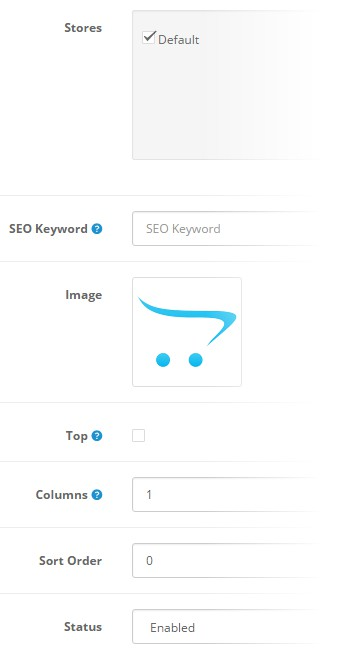 Stores
Default
SEO Keyword ? SEO Keyword
Image
Top ?
Columns ? 1
Sort Order 0
Status Enabled